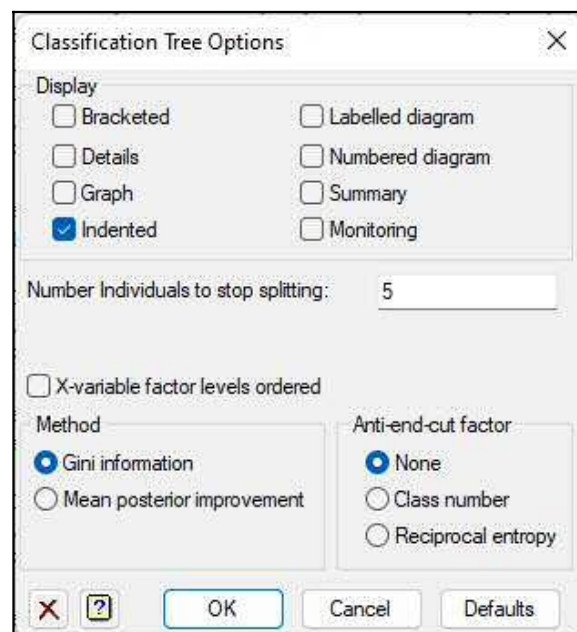 Classification Tree Options
Display
Bracketed
Labelled diagram
Details
Numbered diagram
Graph
Summary
Indented
Monitoring
Number Individuals to stop splitting: 5
X-variable factor levels ordered
Method
Anti-end-cut factor
Gini information
None
Mean posterior improvement
Class number
Reciprocal entropy
?
OK
Cancel
Defaults